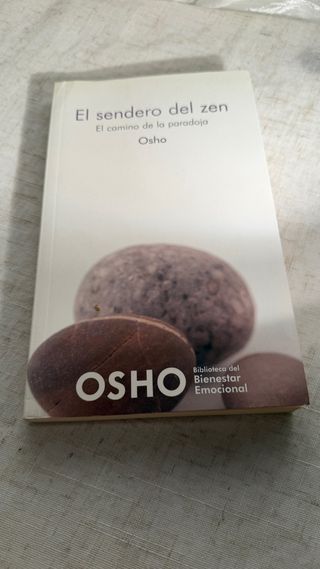 El sendero del zen
El camino de la paradoja
Osho
OSHO
Biblioteca del
Bienestar
Emocional